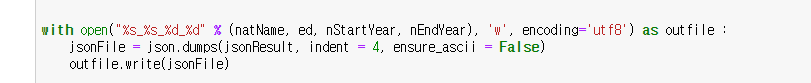 with open("%s_%s_%d_%d" % (natName, ed, nStartYear, nEndYear), 'w', encoding='utf8') as outfile :
    jsonFile = json.dumps(jsonResult, indent = 4, ensure_ascii = False)
    outfile.write(jsonFile)